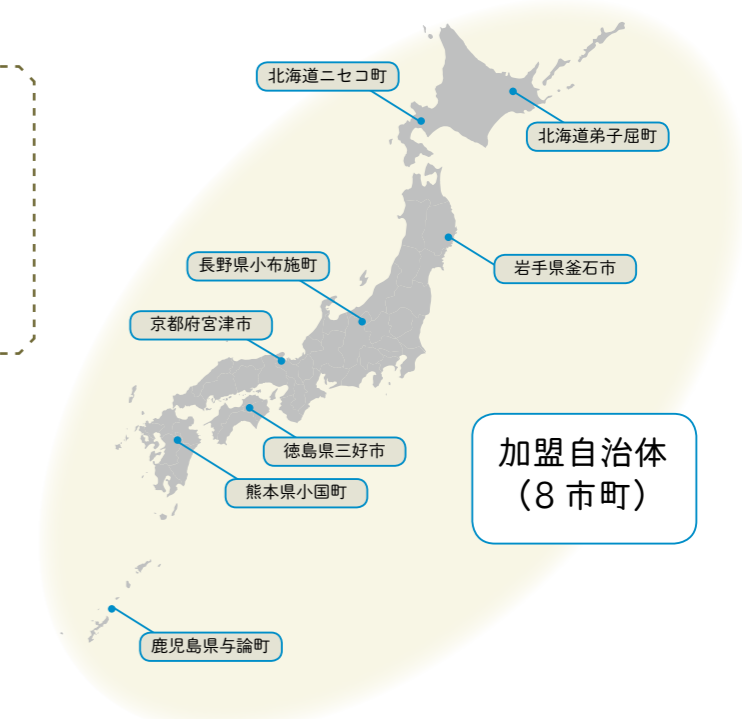 北海道ニセコ町
北海道弟子屈町
長野県小布施町
岩手県釜石市
京都府宮津市
徳島県三好市
熊本県小国町
加盟自治体
（8 市町）
鹿児島県与論町